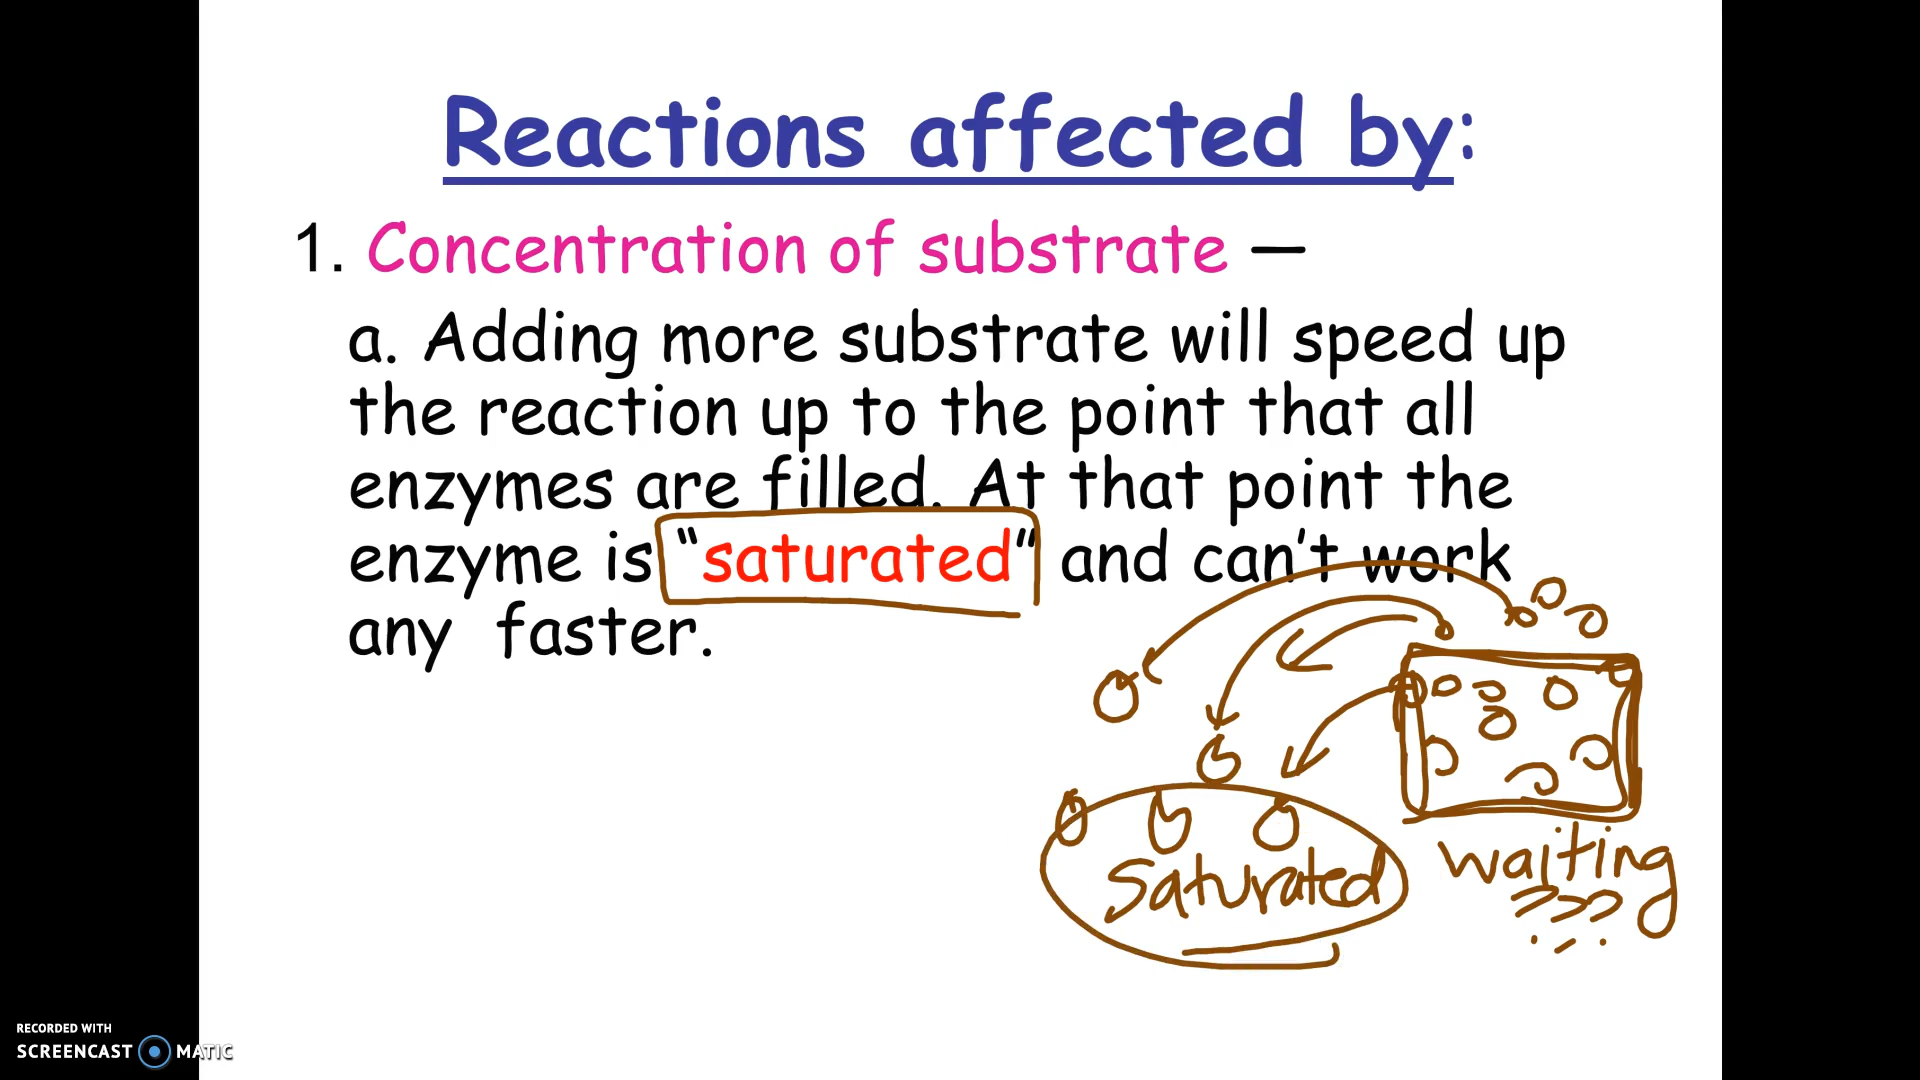 Reactions affected by:
1. Concentration of substrate —
a. Adding more substrate will speed up
the reaction up to the point that all
enzymes are filled. At that point the
enzyme is “saturated” and can’t work
any faster.
Saturated
waiting
????
RECORDED WITH
SCREENCAST MATIC